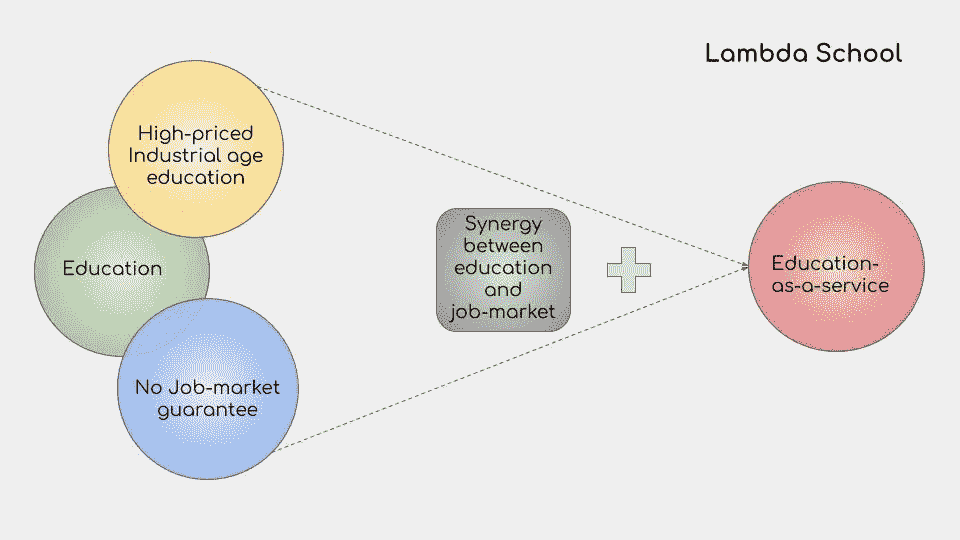 Lambda School
High-priced
Industrial age
education
Education
No Job-market
guarantee
Synergy
between
education
and
job-market
Education-
as-a-service